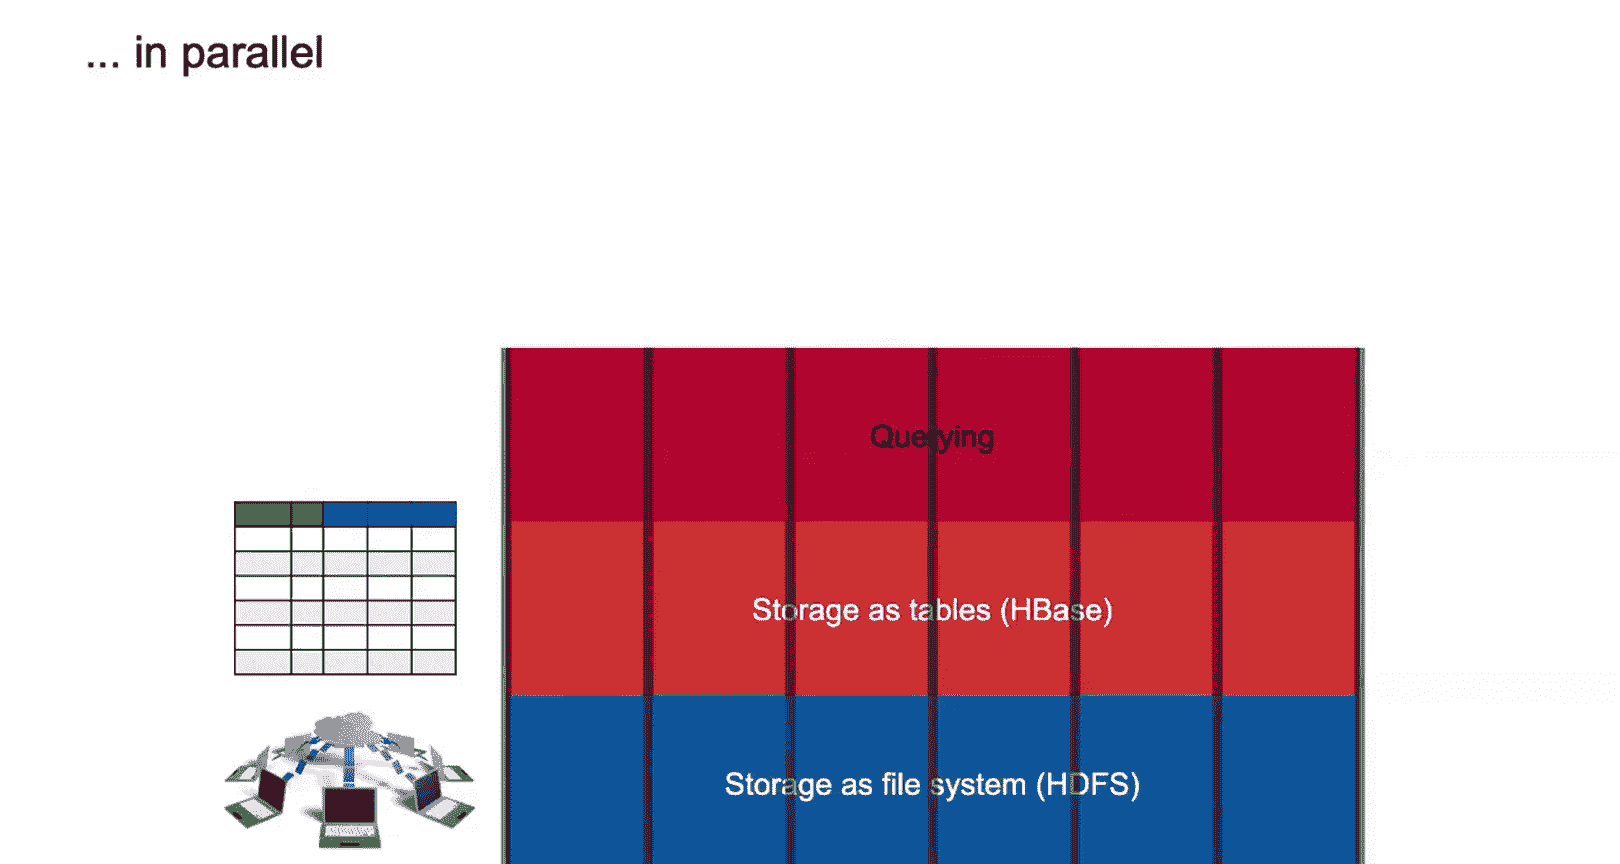 ... in parallel
Querying
Storage as tables (HBase)
Storage as file system (HDFS)